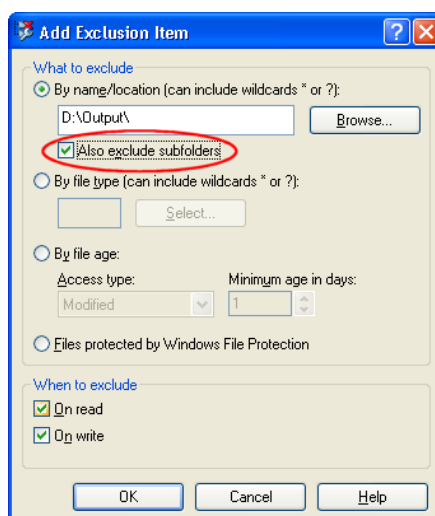 Add Exclusion Item
What to exclude
By name/location (can include wildcards * or ?):
D:\Output\
Browse...
Also exclude subfolders
By file type (can include wildcards * or ?):
Select...
By file age:
Access type: Minimum age in days:
Modified 1
Files protected by Windows File Protection
When to exclude
On read
On write
OK Cancel Help